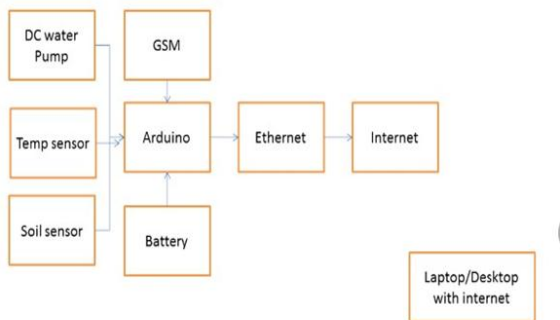 DC water
Pump
GSM
Temp sensor
Arduino
Ethernet
Internet
Soil sensor
Battery
Laptop/Desktop
with internet